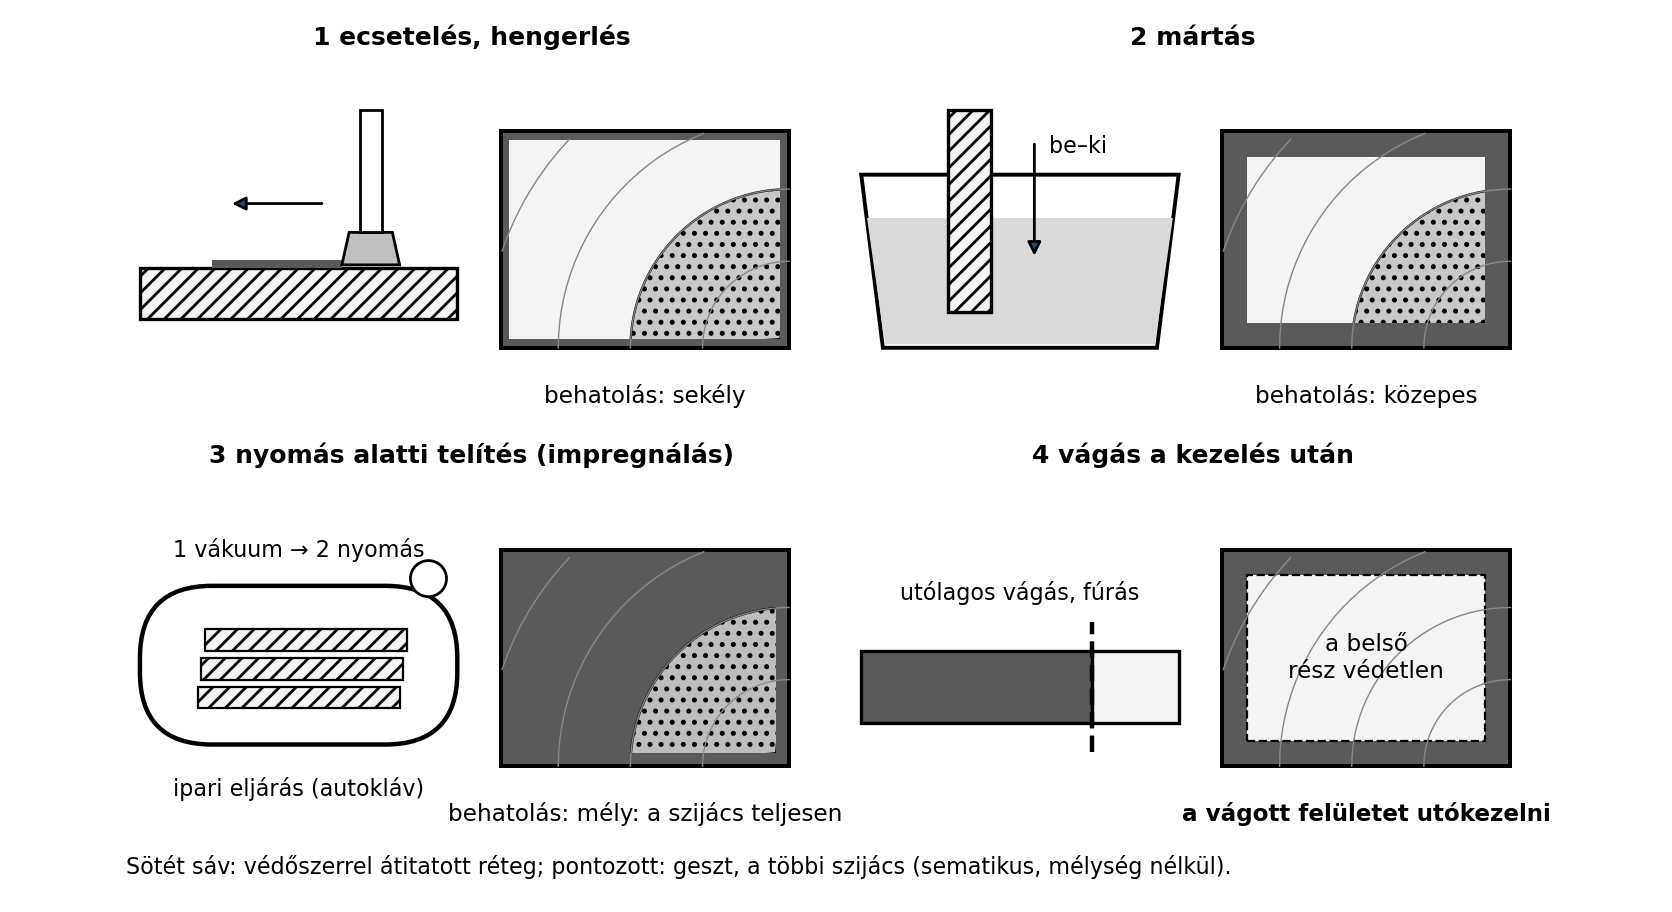 1 ecsetelés, hengerlés
2 mártás
be–ki
behatolás: sekély
behatolás: közepes
3 nyomás alatti telítés (impregnálás)
4 vágás a kezelés után
1 vákuum → 2 nyomás
utólagos vágás, fúrás
a belső
rész védetlen
ipari eljárás (autokláv)
behatolás: mély: a szijács teljesen
a vágott felületet utókezelni
Sötét sáv: védőszerrel átitatott réteg; pontozott: geszt, a többi szijács (sematikus, mélység nélkül).